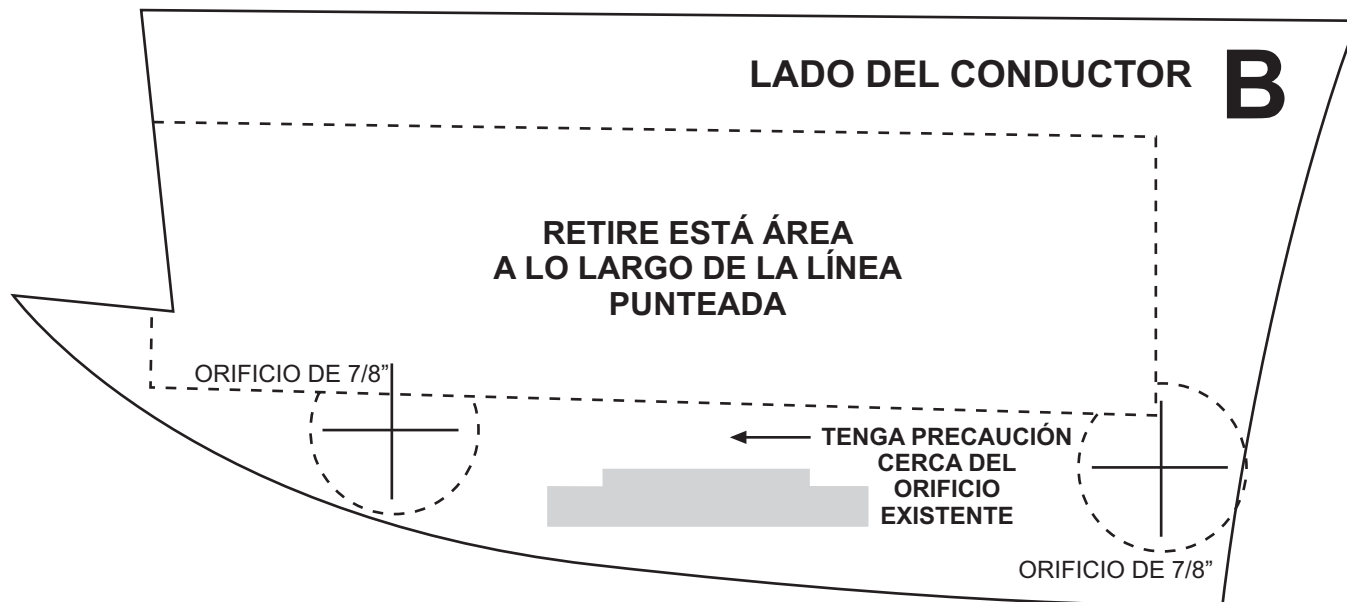 LADO DEL CONDUCTOR B
RETIRE ESTÁ ÁREA
A LO LARGO DE LA LÍNEA
PUNTEADA
ORIFICIO DE 7/8”
TENGA PRECAUCIÓN
CERCA DEL
ORIFICIO
EXISTENTE
ORIFICIO DE 7/8”